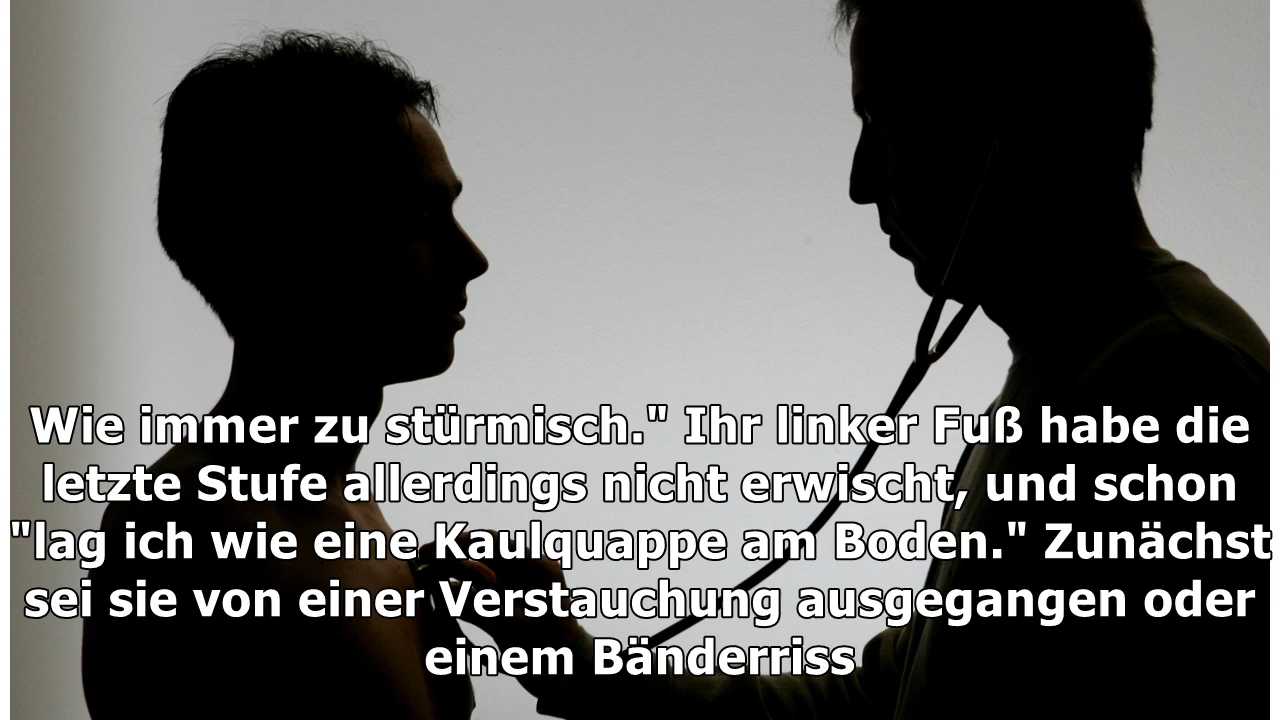 Wie immer zu stürmisch." Ihr linker Fuß habe die
letzte Stufe allerdings nicht erwischt, und schon
"lag ich wie eine Kaulquappe am Boden." Zunächst
sei sie von einer Verstauchung ausgegangen oder
einem Bänderriss